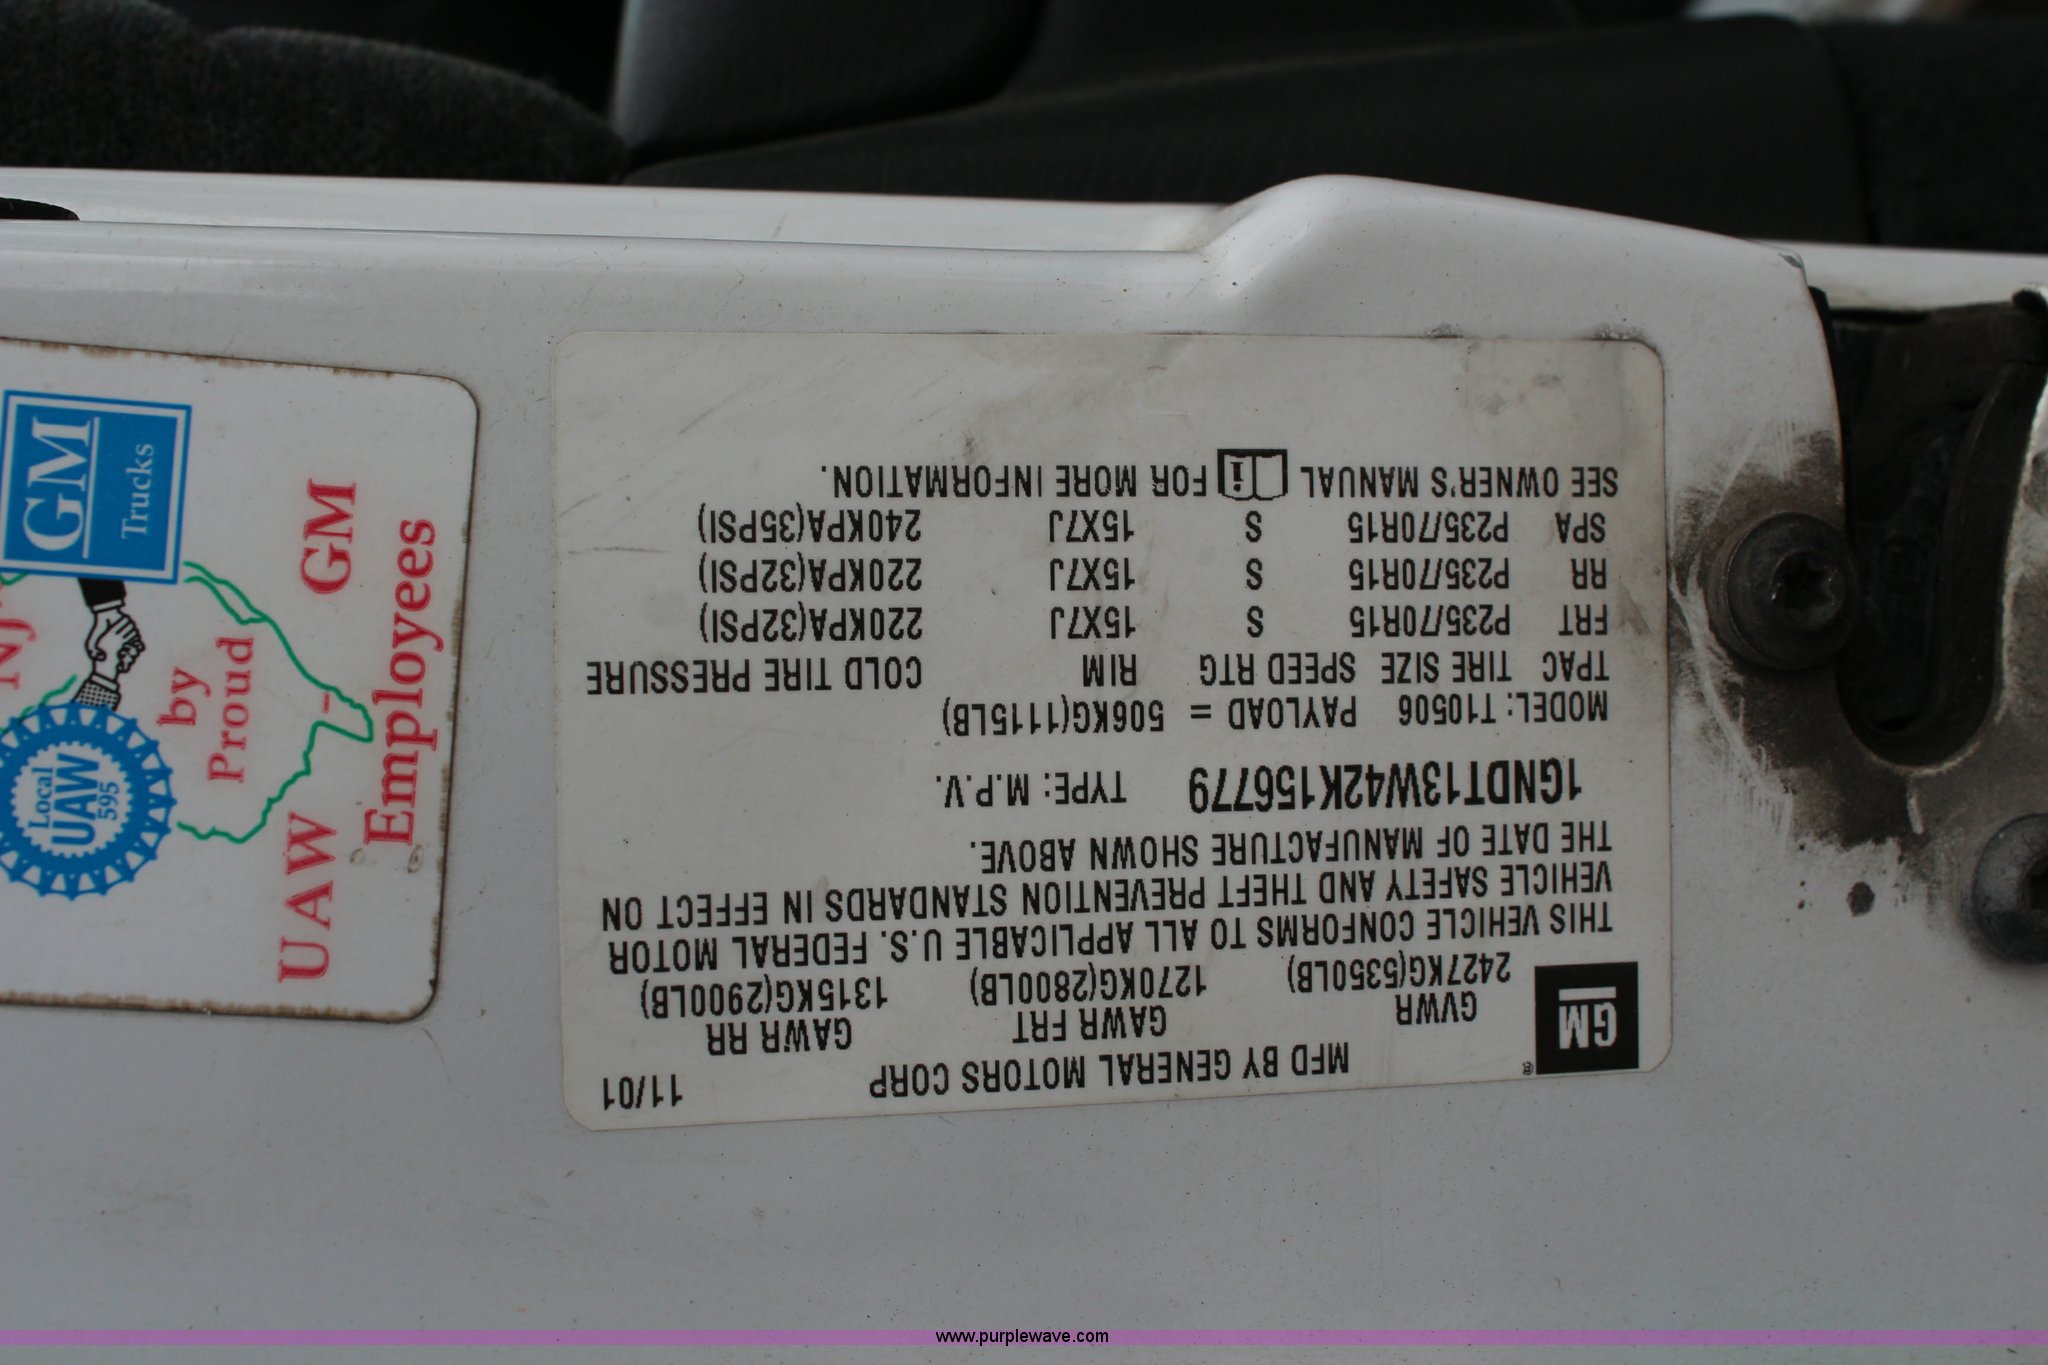 MFD BY GENERAL MOTORS CORP 11/01
GM®
GVWR GAWR FRT GAWR RR
2427KG(5350LB) 1270KG(2800LB) 1315KG(2900LB)
THIS VEHICLE CONFORMS TO ALL APPLICABLE U.S. FEDERAL MOTOR
VEHICLE SAFETY AND THEFT PREVENTION STANDARDS IN EFFECT ON
THE DATE OF MANUFACTURE SHOWN ABOVE.
1GNDT13W42K156779 TYPE: M.P.V.
MODEL: T10506 PAYLOAD = 506KG(1115LB)
TPAC TIRE SIZE SPEED RTG RIM COLD TIRE PRESSURE
FRT P235/70R15 S 15X7J 220KPA(32PSI)
RR P235/70R15 S 15X7J 220KPA(32PSI)
SPA P235/70R15 S 15X7J 240KPA(35PSI)
SEE OWNER'S MANUAL i FOR MORE INFORMATION.
GM
Trucks
Local
UAW
595
by
Proud
UAW - GM
Employees
www.purplewave.com